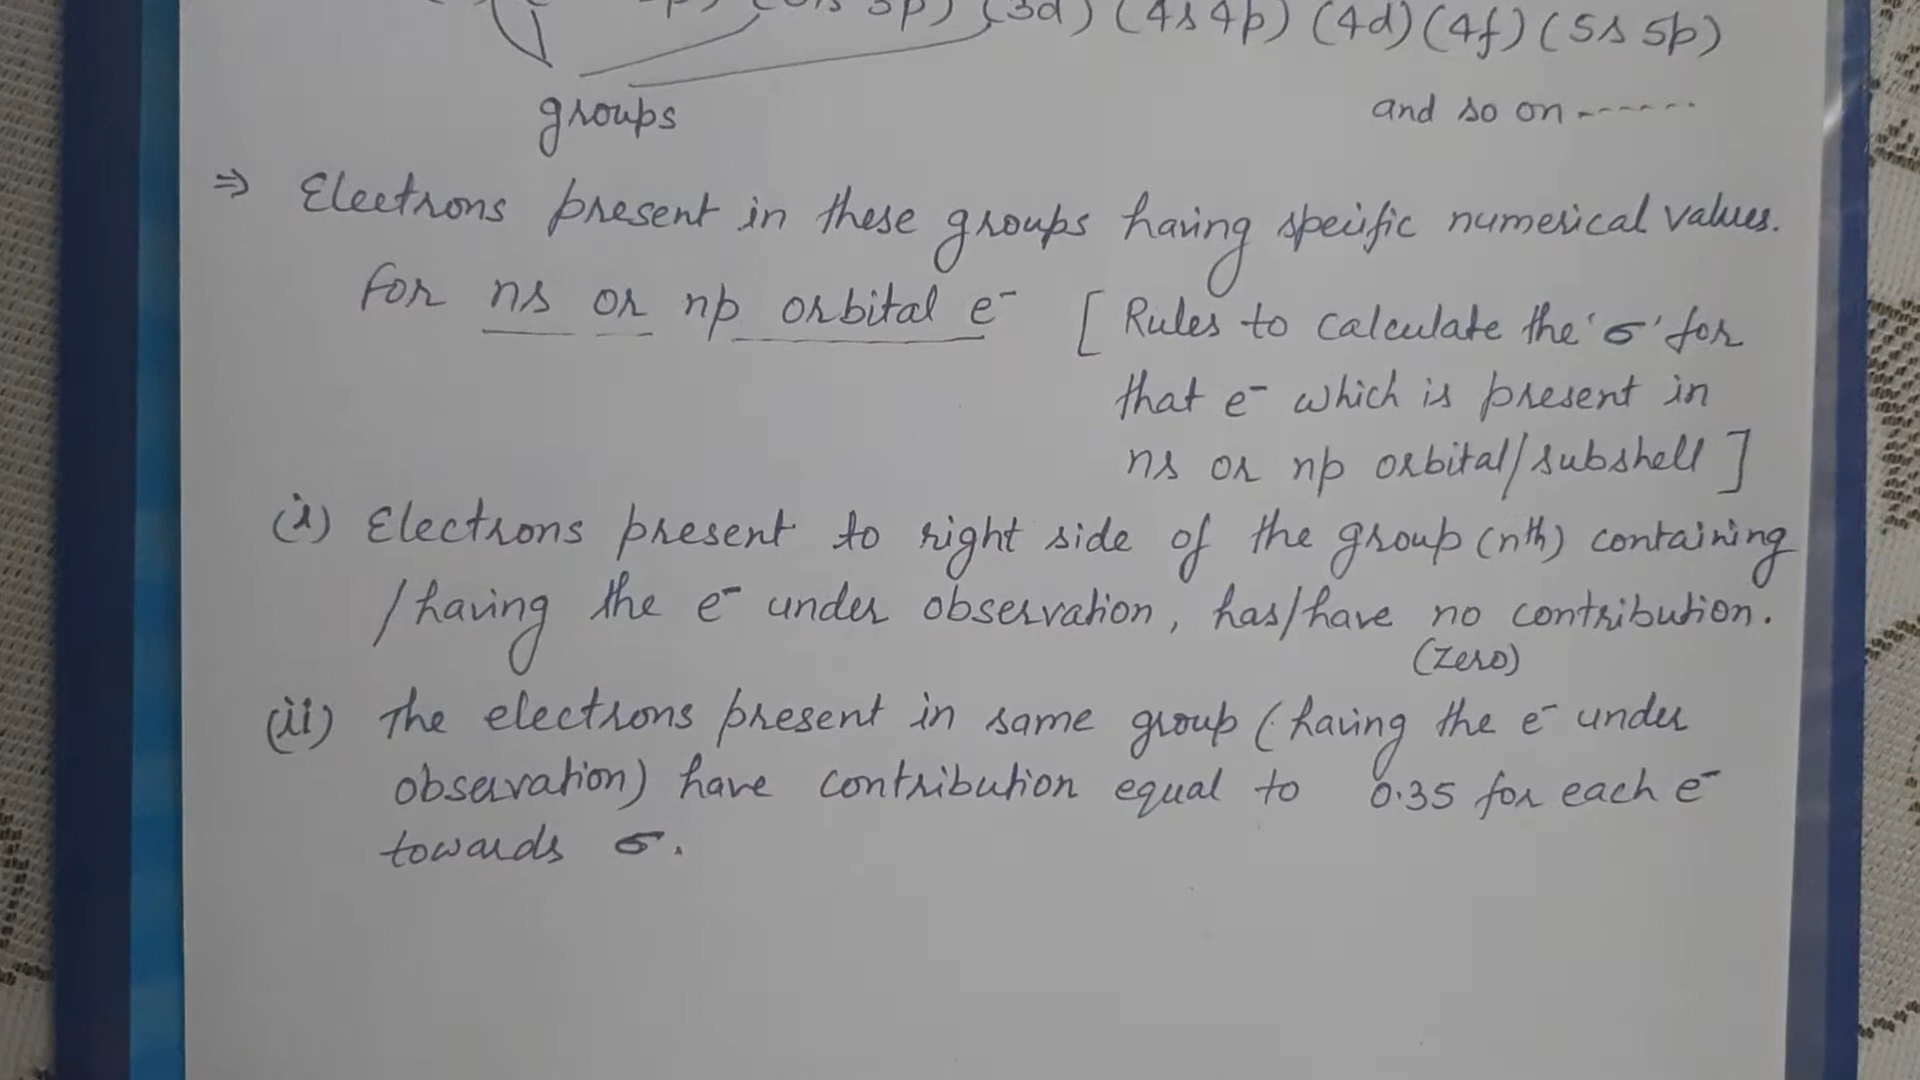 3p) (3d) (4s 4p) (4d) (4f) (5s 5p)
groups
and so on ------
⇒ Electrons present in these groups having specific numerical values.
For ns or np orbital e⁻ [Rules to calculate the 'σ' for
that e⁻ which is present in
ns or np orbital/subshell]
(i) Electrons present to right side of the group (nth) containing
/having the e⁻ under observation, has/have no contribution.
(zero)
(ii) The electrons present in same group (having the e⁻ under
observation) have contribution equal to 0.35 for each e⁻
towards σ.